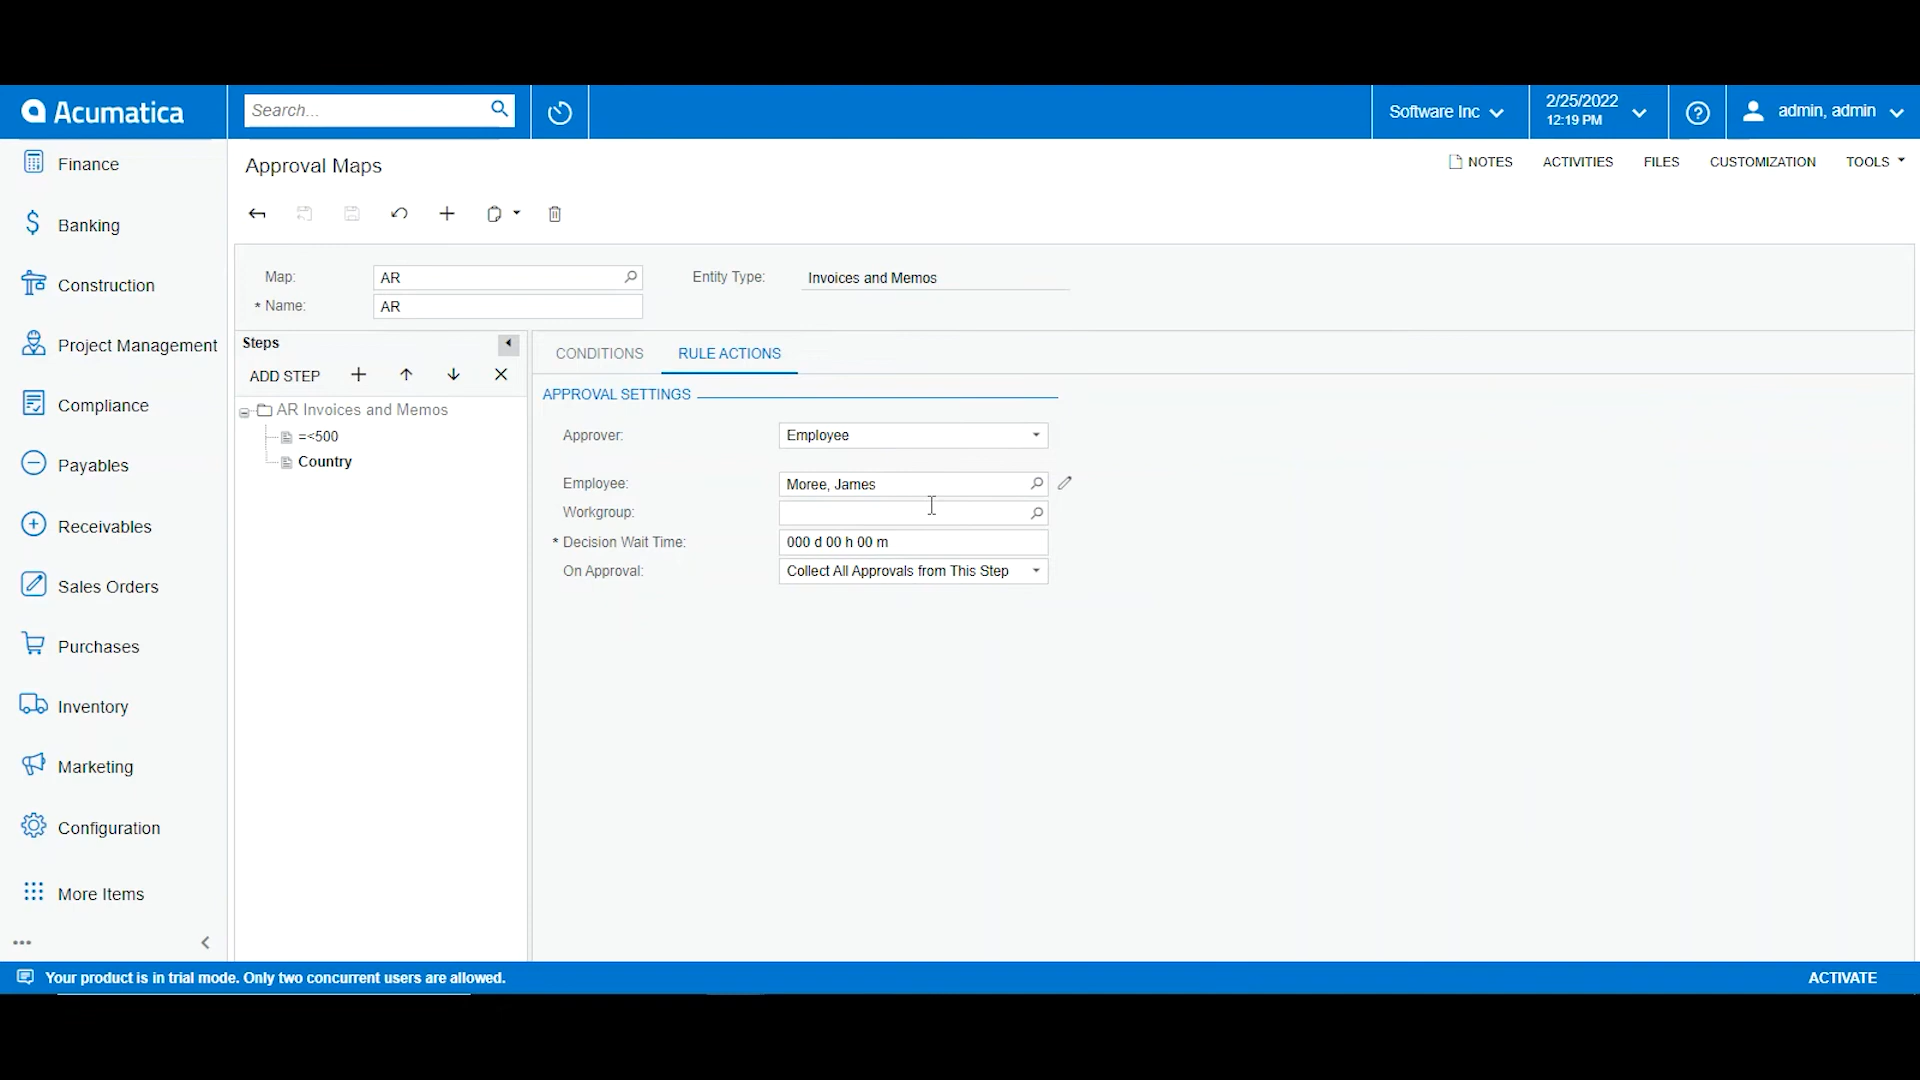 Acumatica
Search...
Software Inc
2/25/2022
12:19 PM
admin, admin
Finance
Banking
Construction
Project Management
Compliance
Payables
Receivables
Sales Orders
Purchases
Inventory
Marketing
Configuration
More Items
Approval Maps
NOTES
ACTIVITIES
FILES
CUSTOMIZATION
TOOLS
Map: AR
Entity Type: Invoices and Memos
* Name: AR
Steps
ADD STEP
AR Invoices and Memos
=<500
Country
CONDITIONS
RULE ACTIONS
APPROVAL SETTINGS
Approver: Employee
Employee: Moree, James
Workgroup:
* Decision Wait Time: 000 d 00 h 00 m
On Approval: Collect All Approvals from This Step
Your product is in trial mode. Only two concurrent users are allowed.
ACTIVATE